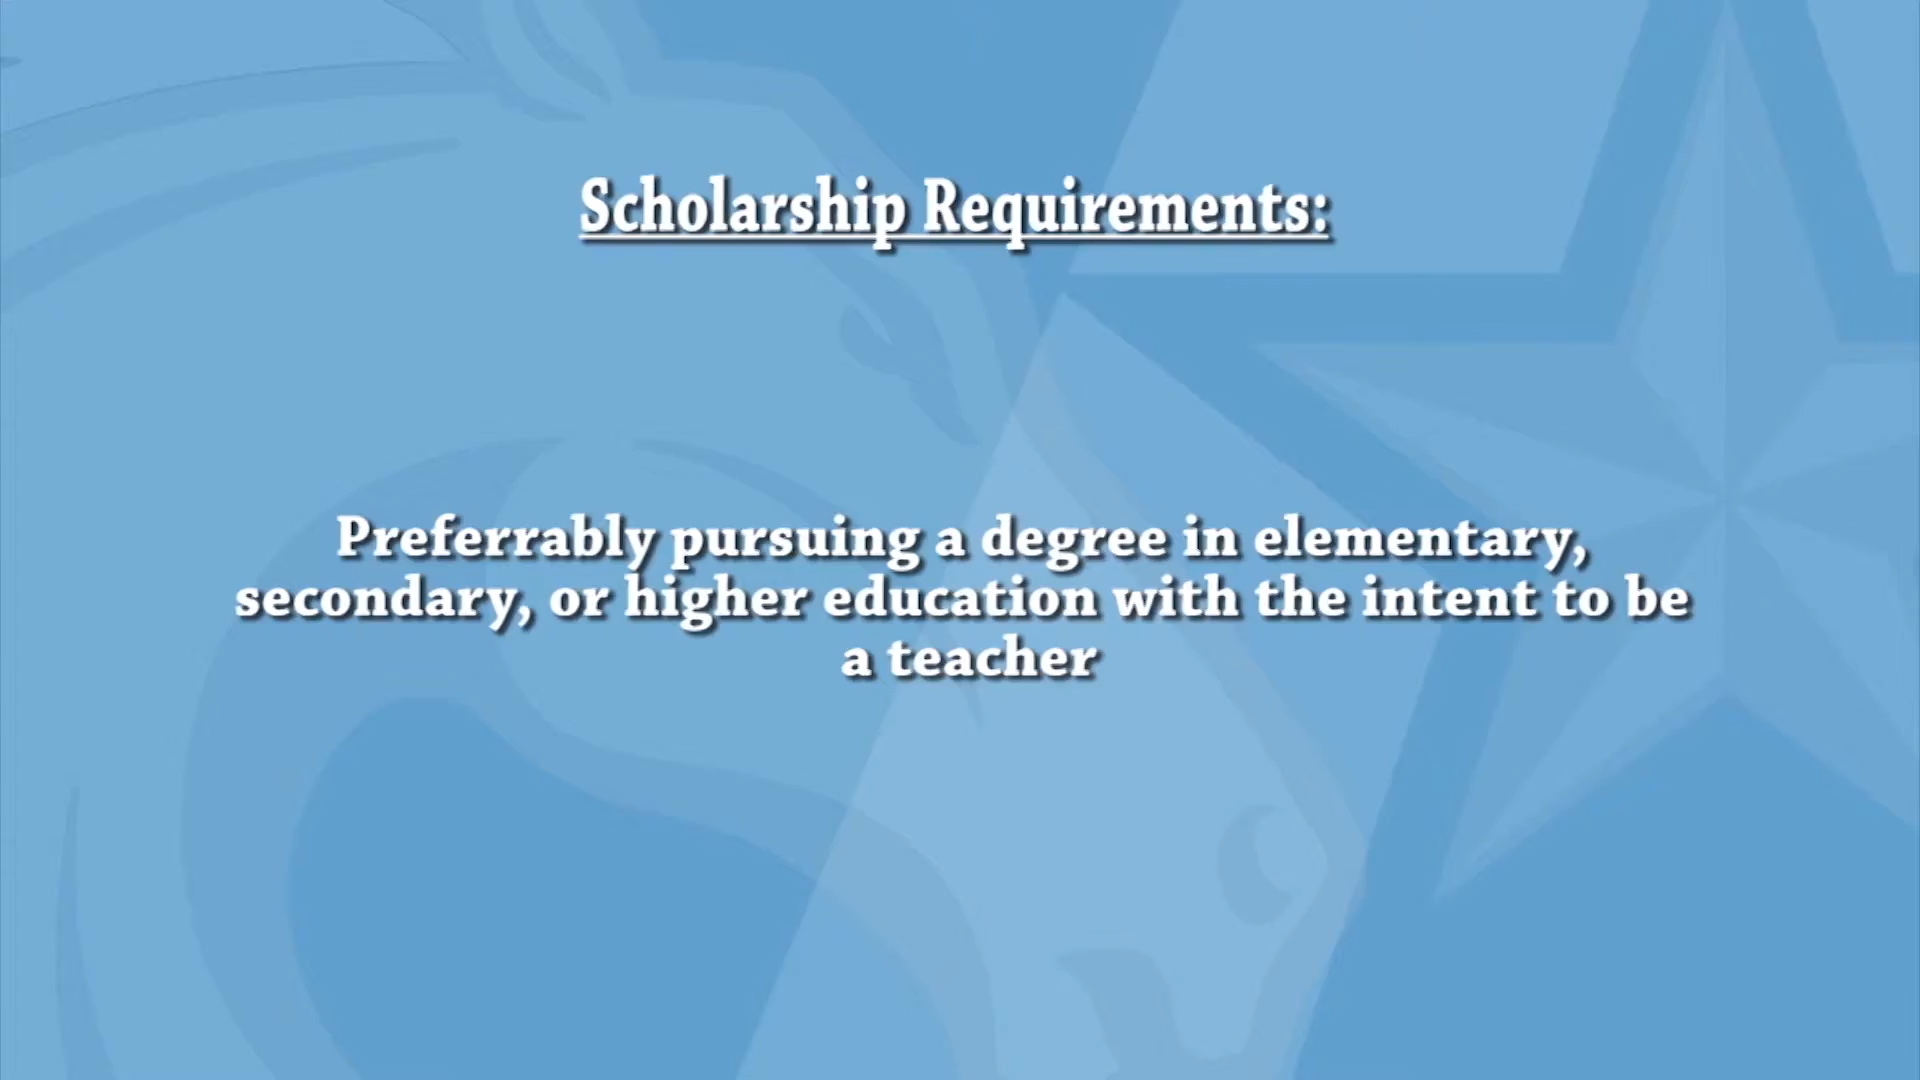 Scholarship Requirements:
Preferrably pursuing a degree in elementary,
secondary, or higher education with the intent to be
a teacher